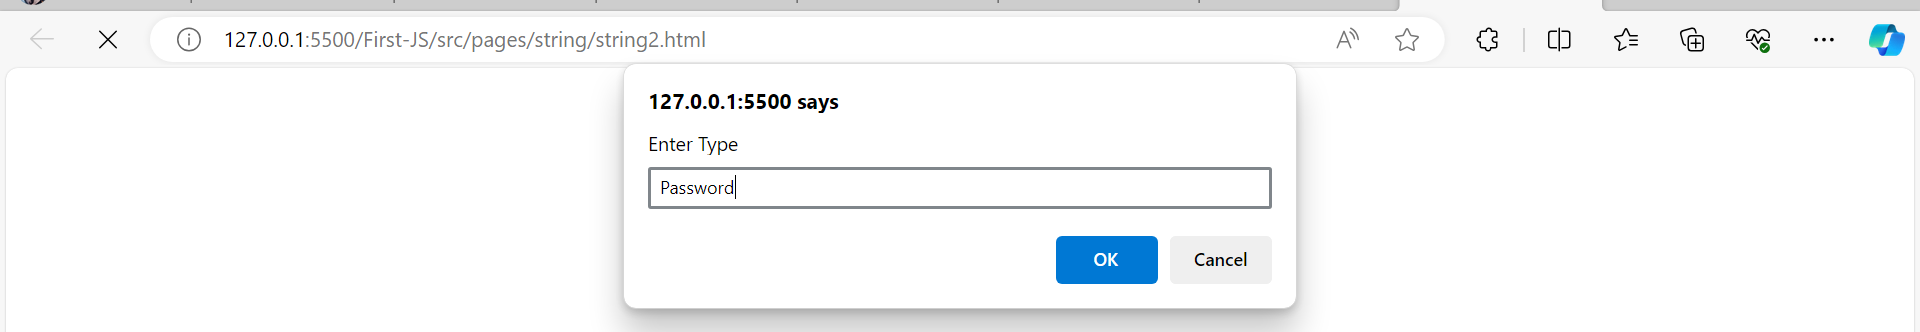 127.0.0.1:5500/First-JS/src/pages/string/string2.html
127.0.0.1:5500 says
Enter Type
Password
OK Cancel